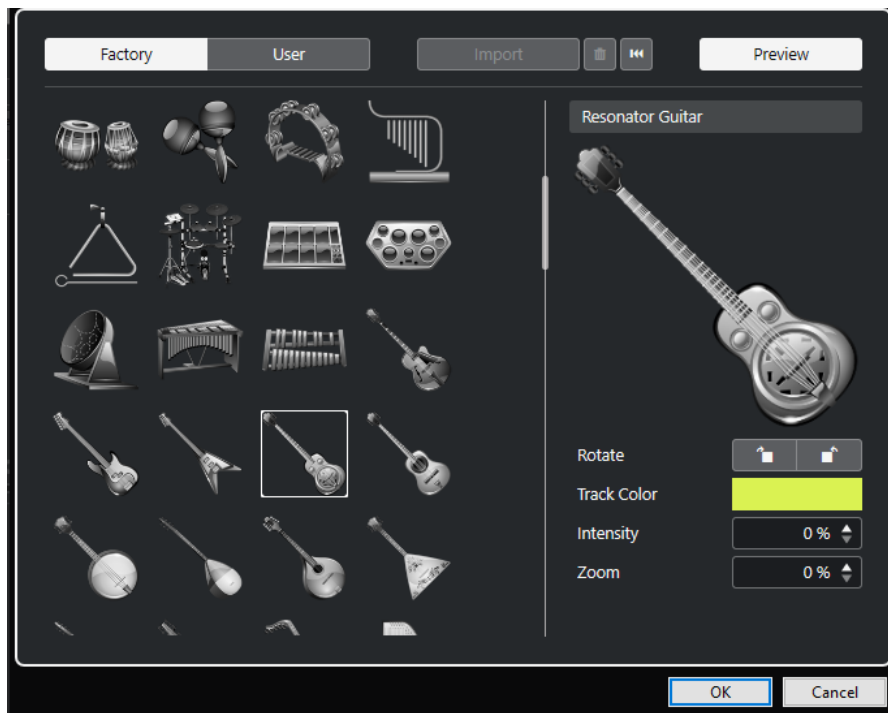 Factory
User
Import
Preview
Resonator Guitar
Rotate
Track Color
Intensity
0 %
Zoom
0 %
OK
Cancel